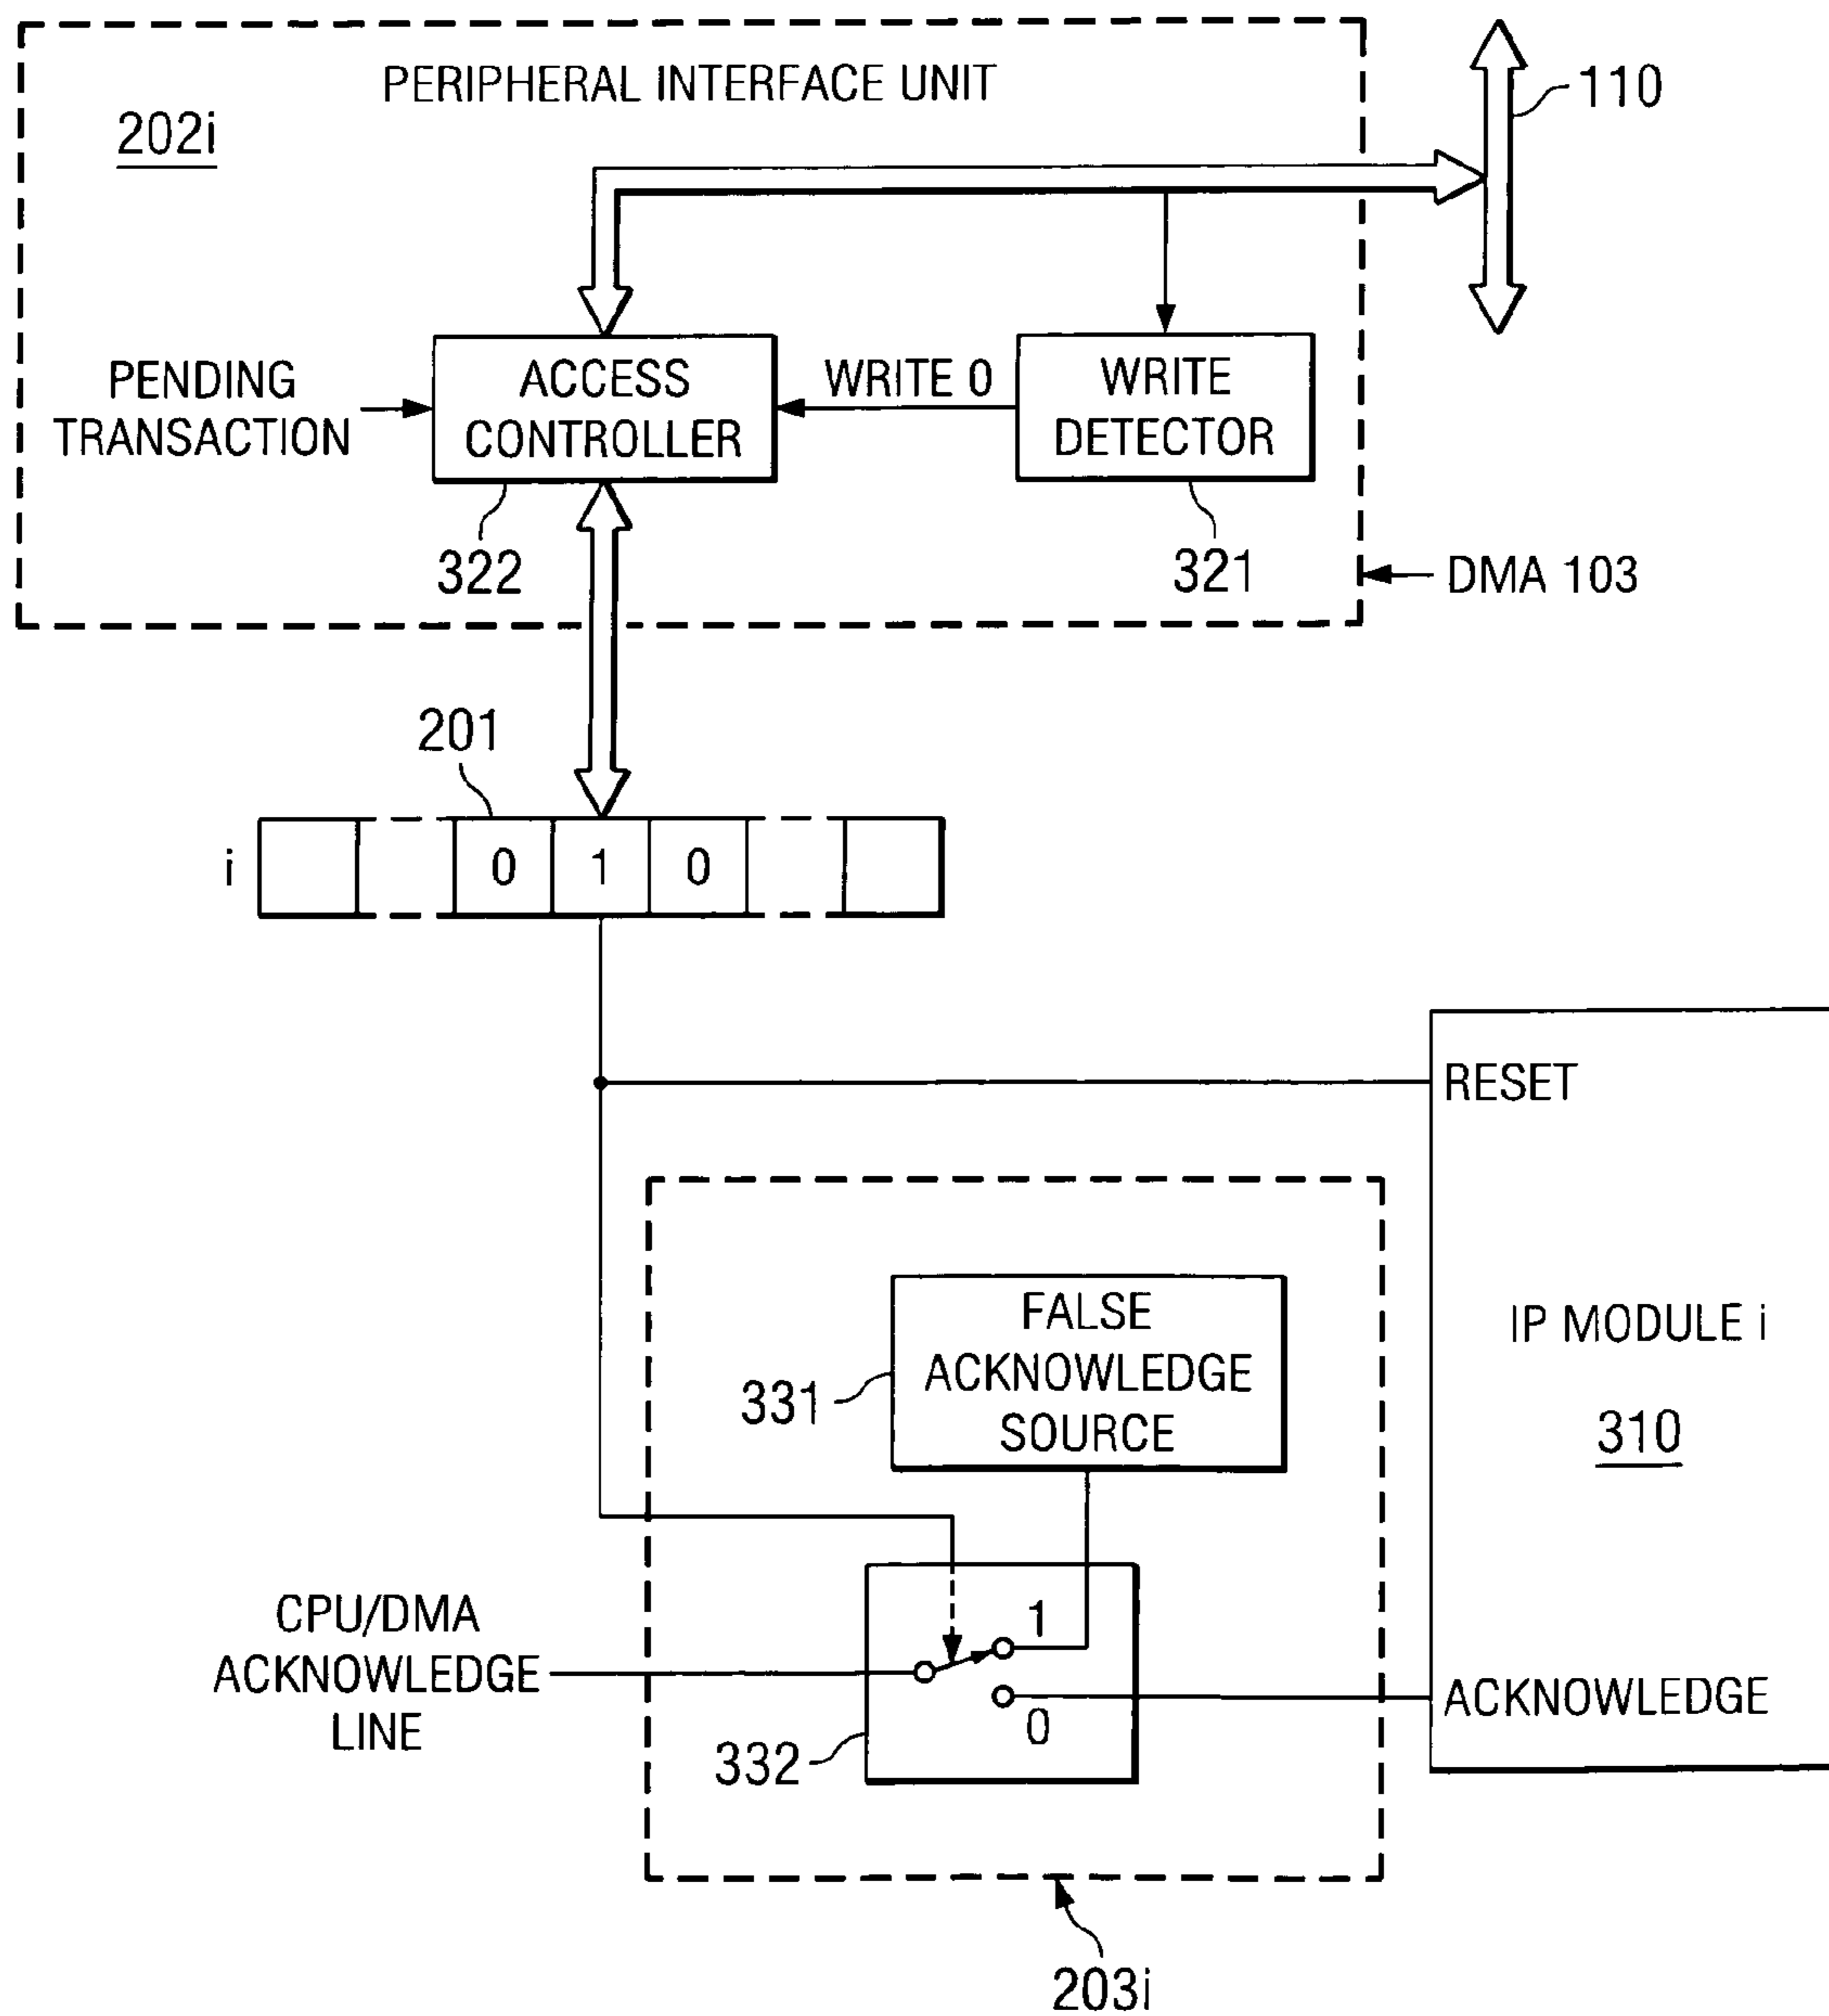 PERIPHERAL INTERFACE UNIT
202i
110
PENDING
TRANSACTION
ACCESS
CONTROLLER
WRITE 0
WRITE
DETECTOR
322
321
DMA 103
201
i
0 1 0
RESET
IP MODULE i
310
ACKNOWLEDGE
FALSE
ACKNOWLEDGE
SOURCE
331
CPU/DMA
ACKNOWLEDGE
LINE
1
0
332
203i